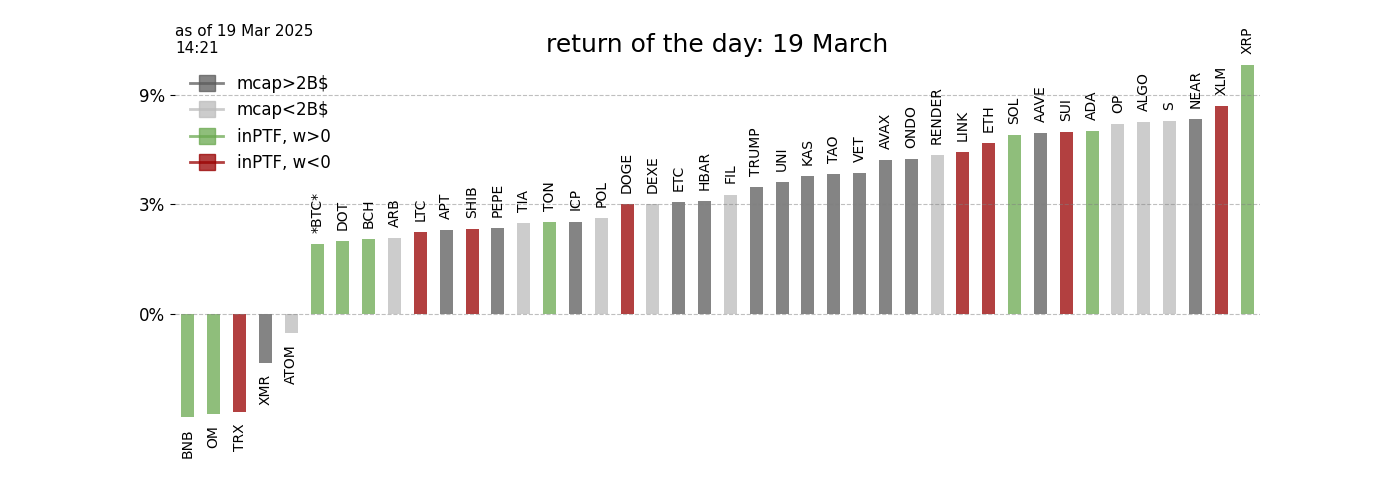 as of 19 Mar 2025
14:21
return of the day: 19 March
mcap>2B$
mcap<2B$
inPTF, w>0
inPTF, w<0
9%
3%
0%
BNB
OM
TRX
XMR
ATOM
*BTC*
DOT
BCH
ARB
LTC
APT
SHIB
PEPE
TIA
TON
ICP
POL
DOGE
DEXE
ETC
HBAR
FIL
TRUMP
UNI
KAS
TAO
VET
AVAX
ONDO
RENDER
LINK
ETH
SOL
AAVE
SUI
ADA
OP
ALGO
S
NEAR
XLM
XRP